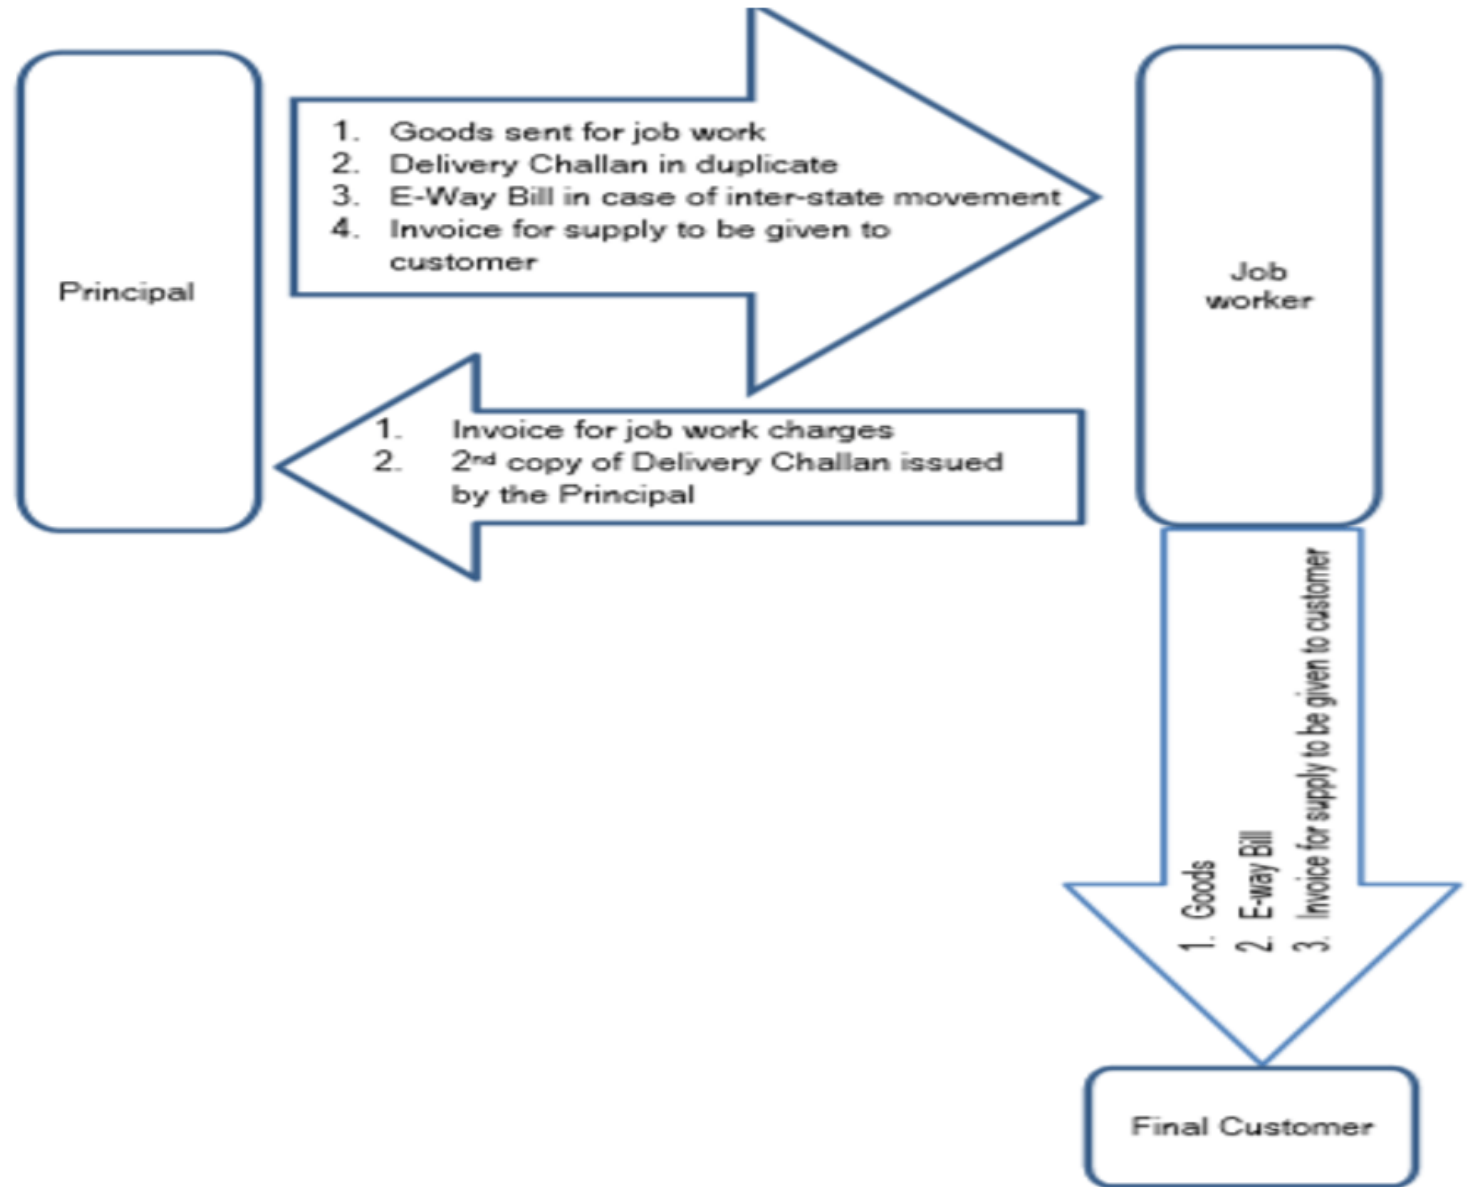 Principal
1. Goods sent for job work
2. Delivery Challan in duplicate
3. E-Way Bill in case of inter-state movement
4. Invoice for supply to be given to
customer
Job
worker
1. Invoice for job work charges
2. 2nd copy of Delivery Challan issued
by the Principal
1. Goods
2. E-way Bill
3. Invoice for supply to be given to customer
Final Customer